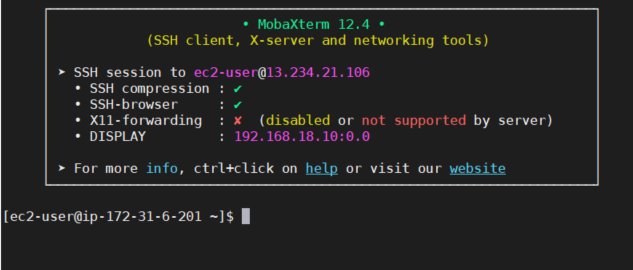 • MobaXterm 12.4 •
(SSH client, X-server and networking tools)
➤ SSH session to ec2-user@13.234.21.106
• SSH compression : ✔
• SSH-browser     : ✔
• X11-forwarding  : ✘  (disabled or not supported by server)
• DISPLAY         : 192.168.18.10:0.0
➤ For more info, ctrl+click on help or visit our website
[ec2-user@ip-172-31-6-201 ~]$